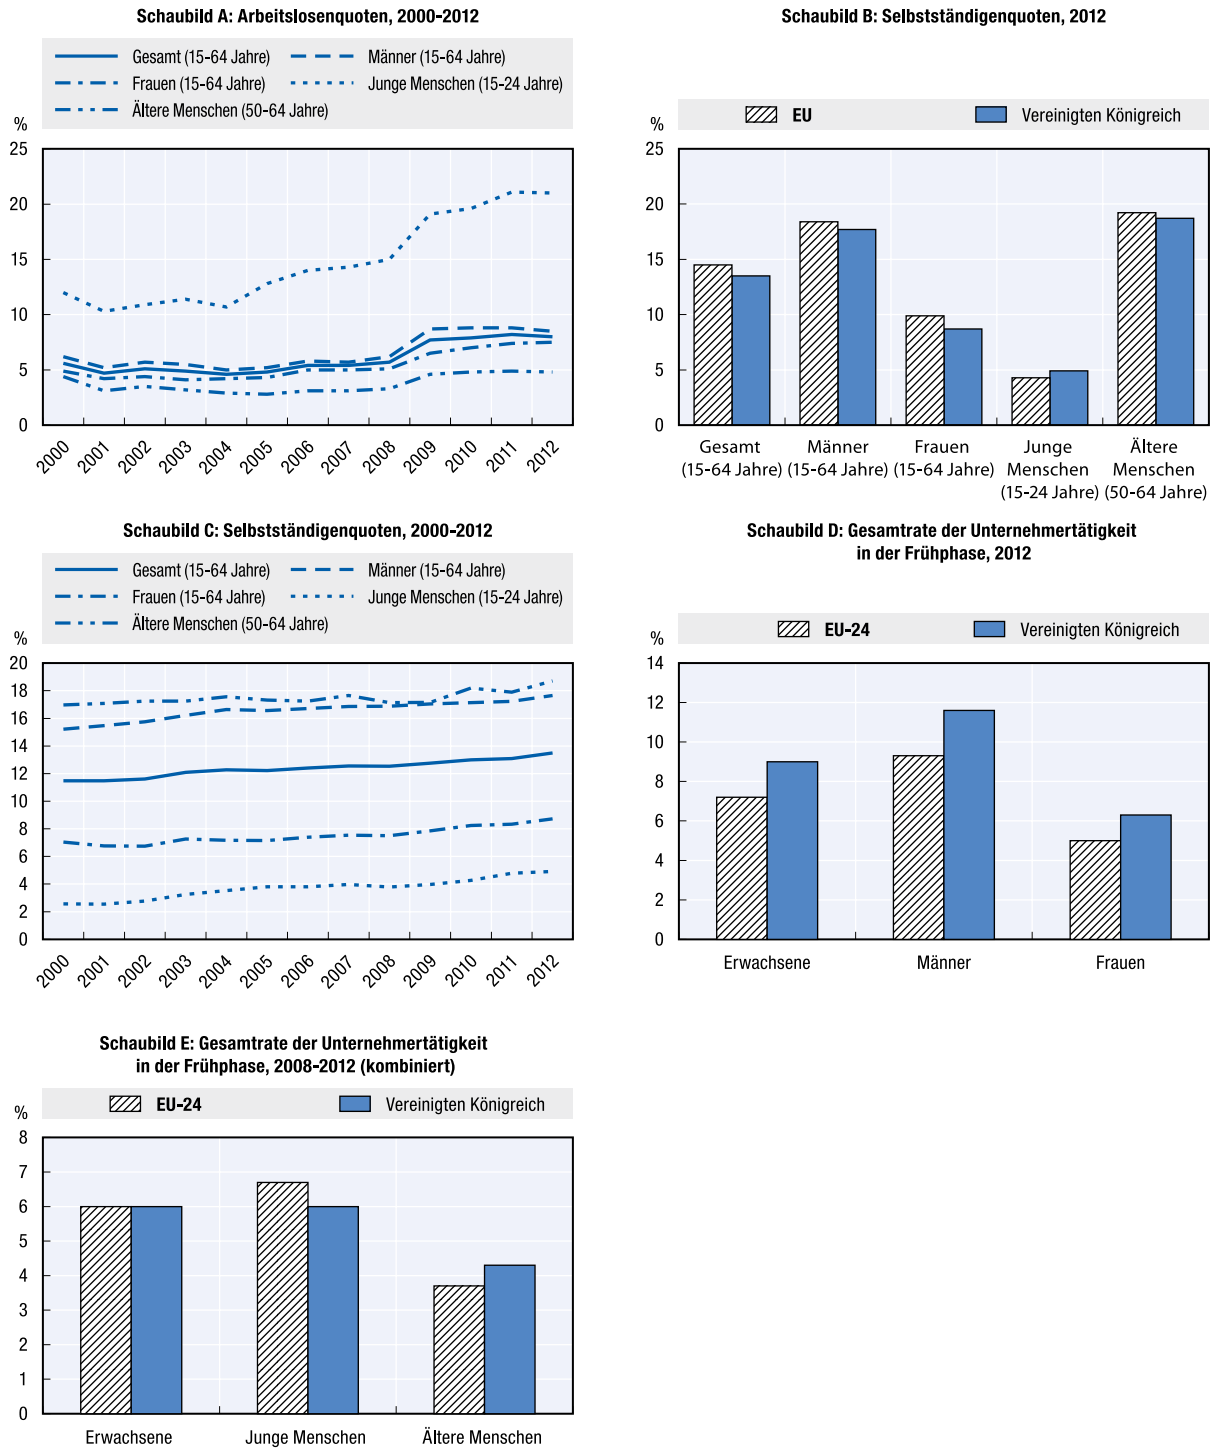 Schaubild A: Arbeitslosenquoten, 2000-2012
Gesamt (15-64 Jahre)
Männer (15-64 Jahre)
Frauen (15-64 Jahre)
Junge Menschen (15-24 Jahre)
Ältere Menschen (50-64 Jahre)
%
25
20
15
10
5
0
2000
2001
2002
2003
2004
2005
2006
2007
2008
2009
2010
2011
2012
Schaubild B: Selbstständigenquoten, 2012
EU
Vereinigten Königreich
%
25
20
15
10
5
0
Gesamt
(15-64 Jahre)
Männer
(15-64 Jahre)
Frauen
(15-64 Jahre)
Junge
Menschen
(15-24 Jahre)
Ältere
Menschen
(50-64 Jahre)
Schaubild C: Selbstständigenquoten, 2000-2012
Gesamt (15-64 Jahre)
Männer (15-64 Jahre)
Frauen (15-64 Jahre)
Junge Menschen (15-24 Jahre)
Ältere Menschen (50-64 Jahre)
%
20
18
16
14
12
10
8
6
4
2
0
2000
2001
2002
2003
2004
2005
2006
2007
2008
2009
2010
2011
2012
Schaubild D: Gesamtrate der Unternehmertätigkeit
in der Frühphase, 2012
EU-24
Vereinigten Königreich
%
14
12
10
8
6
4
2
0
Erwachsene
Männer
Frauen
Schaubild E: Gesamtrate der Unternehmertätigkeit
in der Frühphase, 2008-2012 (kombiniert)
EU-24
Vereinigten Königreich
%
8
7
6
5
4
3
2
1
0
Erwachsene
Junge Menschen
Ältere Menschen